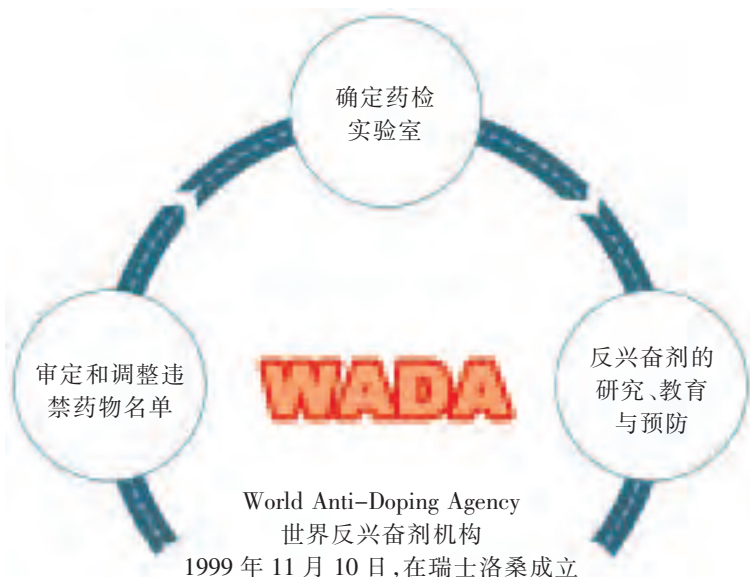 确定药检
实验室
审定和调整违
禁药物名单
WADA
反兴奋剂的
研究、教育
与预防
World Anti-Doping Agency
世界反兴奋剂机构
1999 年 11 月 10 日,在瑞士洛桑成立